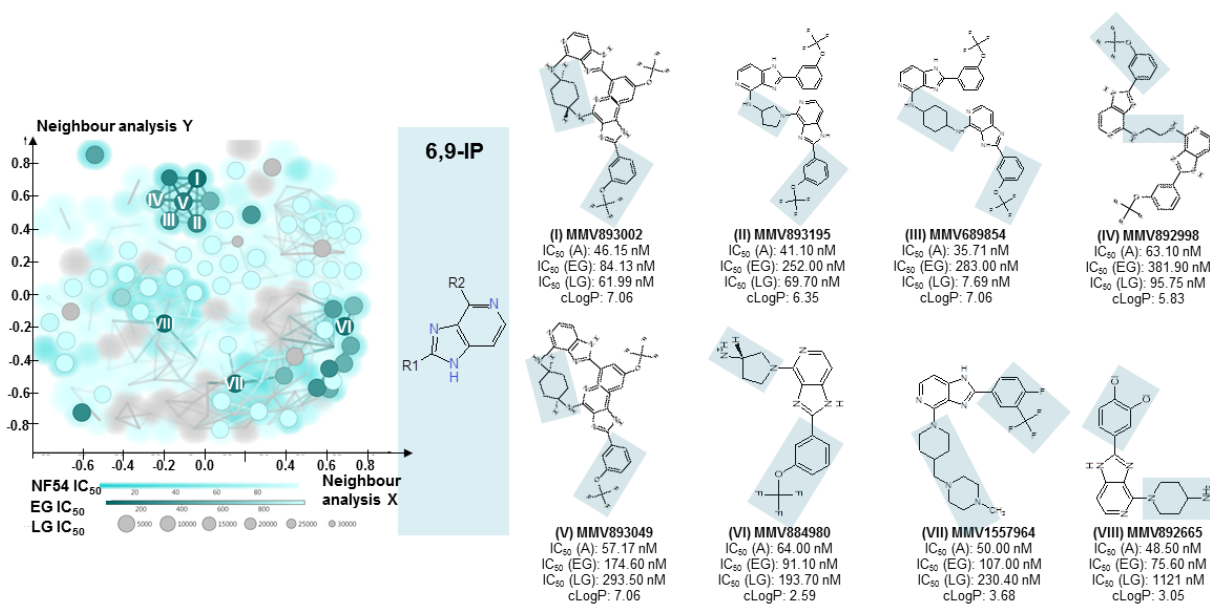 Neighbour analysis Y
0.8
0.6
0.4
0.2
0.0
-0.2
-0.4
-0.6
-0.8
I
IV
V
III
II
VII
VI
VII
-0.6
-0.4
-0.2
0.0
0.2
0.4
0.6
0.8
Neighbour
analysis X
NF54 IC50
20
40
60
80
EG IC50
200
400
600
800
LG IC50
5000
10000
15000
20000
25000
30000
6,9-IP
R2
N
N
R1
N
H
(I) MMV893002
IC50 (A): 46.15 nM
IC50 (EG): 84.13 nM
IC50 (LG): 61.99 nM
cLogP: 7.06
(II) MMV893195
IC50 (A): 41.10 nM
IC50 (EG): 252.00 nM
IC50 (LG): 69.70 nM
cLogP: 6.35
(III) MMV689854
IC50 (A): 35.71 nM
IC50 (EG): 283.00 nM
IC50 (LG): 7.69 nM
cLogP: 7.06
(IV) MMV892998
IC50 (A): 63.10 nM
IC50 (EG): 381.90 nM
IC50 (LG): 95.75 nM
cLogP: 5.83
(V) MMV893049
IC50 (A): 57.17 nM
IC50 (EG): 174.60 nM
IC50 (LG): 293.50 nM
cLogP: 7.06
(VI) MMV884980
IC50 (A): 64.00 nM
IC50 (EG): 91.10 nM
IC50 (LG): 193.70 nM
cLogP: 2.59
(VII) MMV1557964
IC50 (A): 50.00 nM
IC50 (EG): 107.00 nM
IC50 (LG): 230.40 nM
cLogP: 3.68
(VIII) MMV892665
IC50 (A): 48.50 nM
IC50 (EG): 75.60 nM
IC50 (LG): 1121 nM
cLogP: 3.05